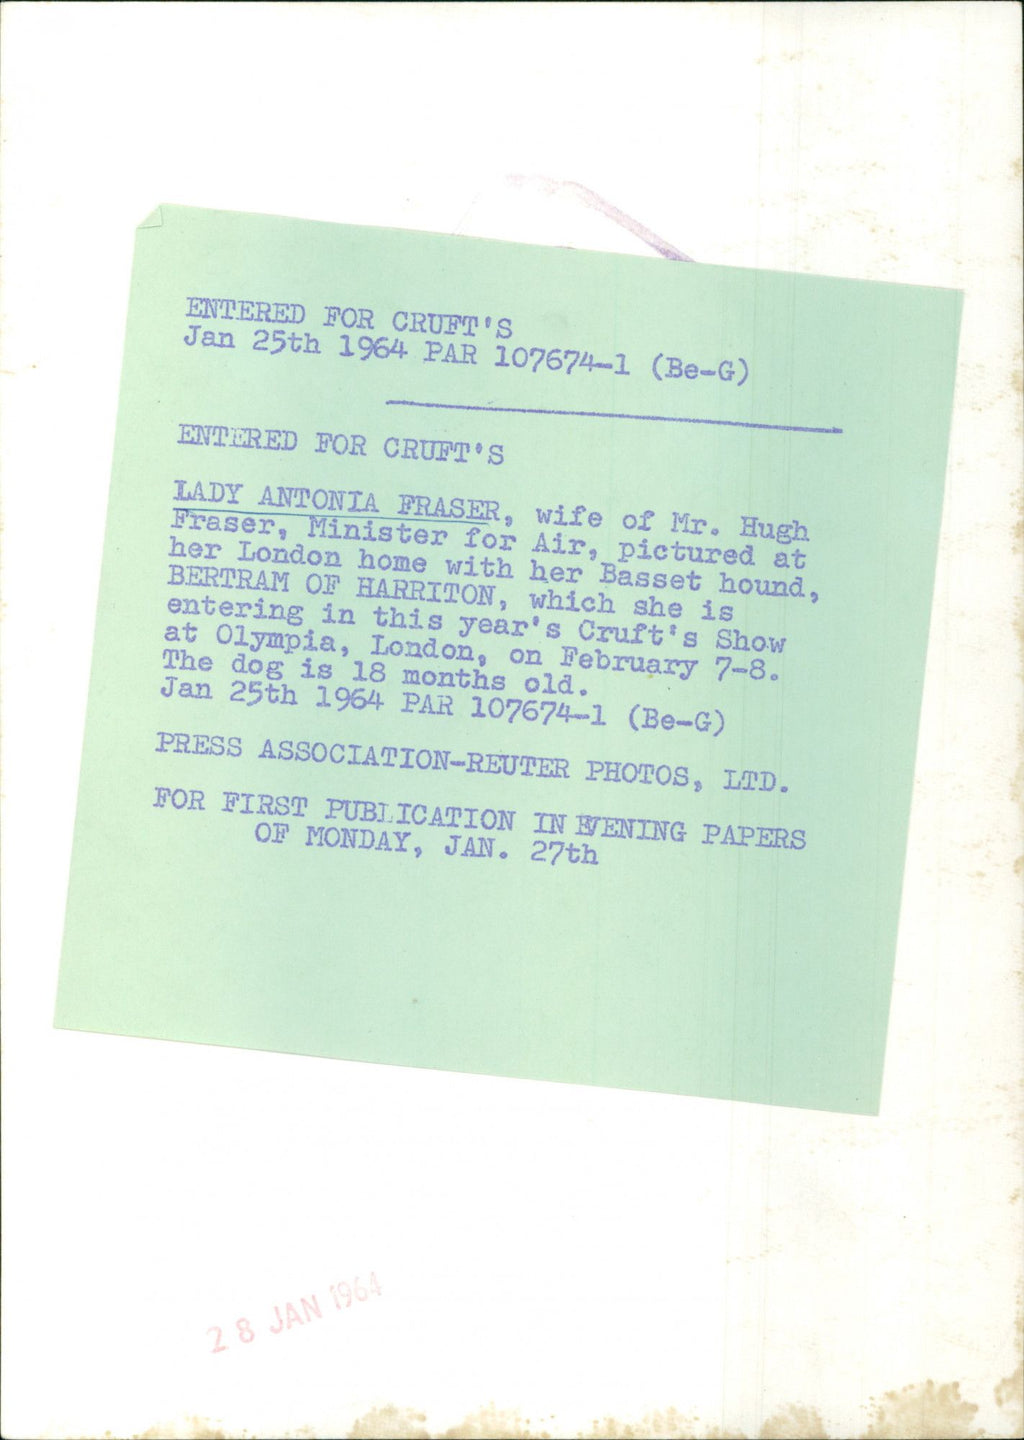 ENTERED FOR CRUFT'S
Jan 25th 1964 PAR 107674-1 (Be-G)
ENTERED FOR CRUFT'S
LADY ANTONIA FRASER, wife of Mr. Hugh
Fraser, Minister for Air, pictured at
her London home with her Basset hound,
BERTRAM OF HARRITON, which she is
entering in this year's Cruft's Show
at Olympia, London, on February 7-8.
The dog is 18 months old.
Jan 25th 1964 PAR 107674-1 (Be-G)
PRESS ASSOCIATION-REUTER PHOTOS, LTD.
FOR FIRST PUBLICATION IN EVENING PAPERS
OF MONDAY, JAN. 27th
28 JAN 1964